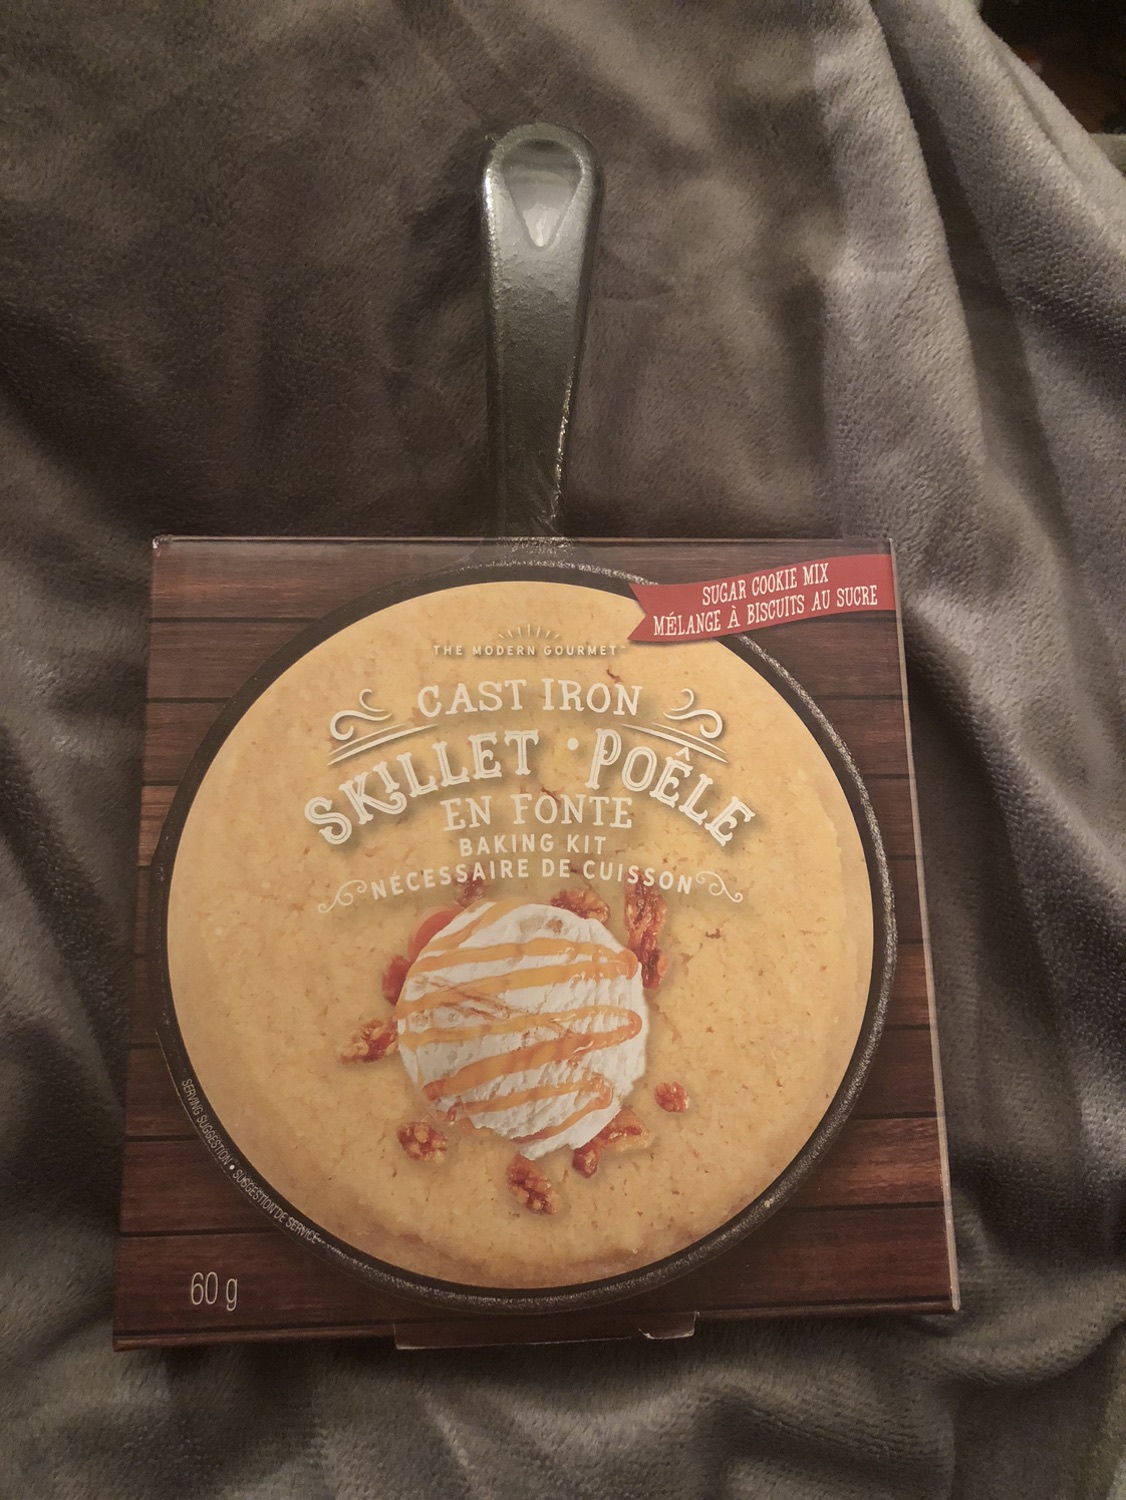 SUGAR COOKIE MIX
MÉLANGE À BISCUITS AU SUCRE
THE MODERN GOURMET™
CAST IRON
SKILLET · POÊLE
EN FONTE
BAKING KIT
NÉCESSAIRE DE CUISSON
SERVING SUGGESTION • SUGGESTION DE SERVICE
60 g